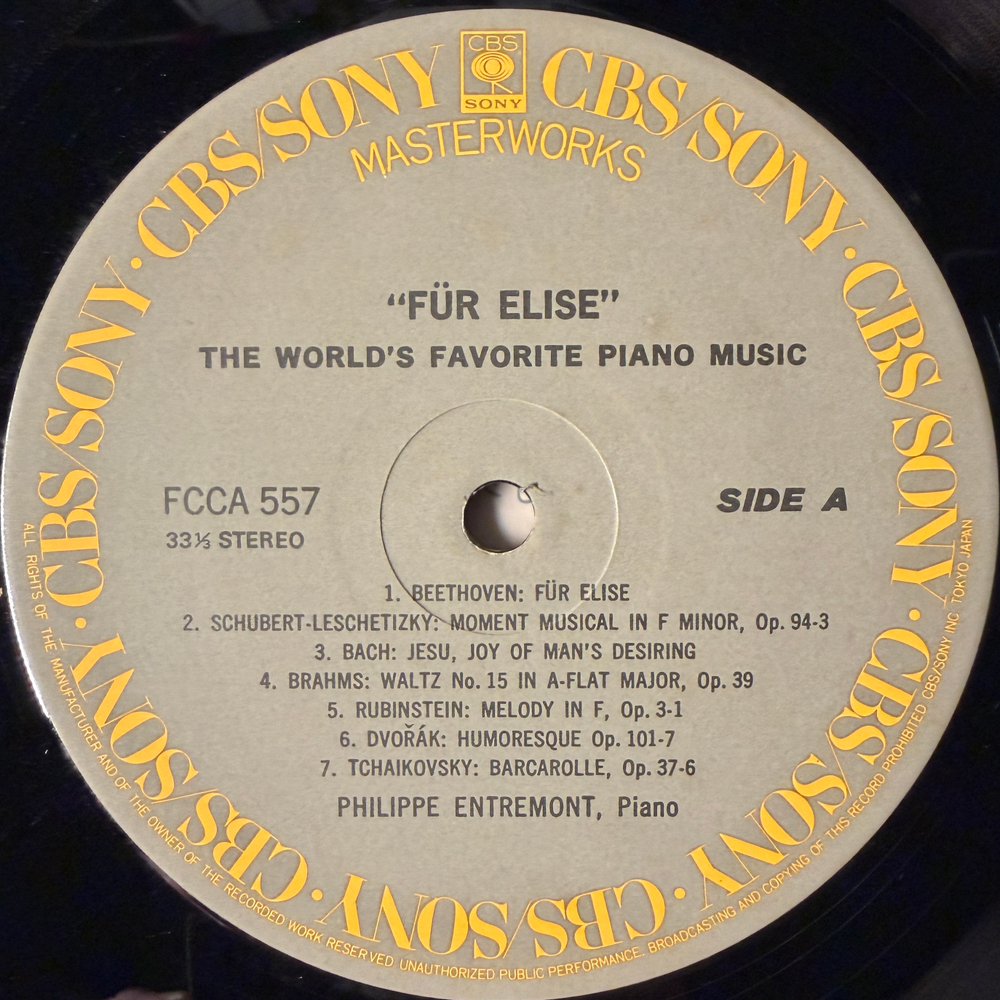 CBS
SONY
CBS/SONY · CBS/SONY · CBS/SONY · CBS/SONY · CBS/SONY · CBS/SONY · CBS/SONY · CBS/SONY
MASTERWORKS
“FÜR ELISE”
THE WORLD'S FAVORITE PIANO MUSIC
FCCA 557
33⅓ STEREO
SIDE A
1. BEETHOVEN: FÜR ELISE
2. SCHUBERT-LESCHETIZKY: MOMENT MUSICAL IN F MINOR, Op. 94-3
3. BACH: JESU, JOY OF MAN'S DESIRING
4. BRAHMS: WALTZ No. 15 IN A-FLAT MAJOR, Op. 39
5. RUBINSTEIN: MELODY IN F, Op. 3-1
6. DVOŘÁK: HUMORESQUE Op. 101-7
7. TCHAIKOVSKY: BARCAROLLE, Op. 37-6
PHILIPPE ENTREMONT, Piano
ALL RIGHTS OF THE MANUFACTURER AND OF THE OWNER OF THE RECORDED WORK RESERVED UNAUTHORIZED PUBLIC PERFORMANCE. BROADCASTING AND COPYING OF THIS RECORD PROHIBITED CBS/SONY INC TOKYO JAPAN